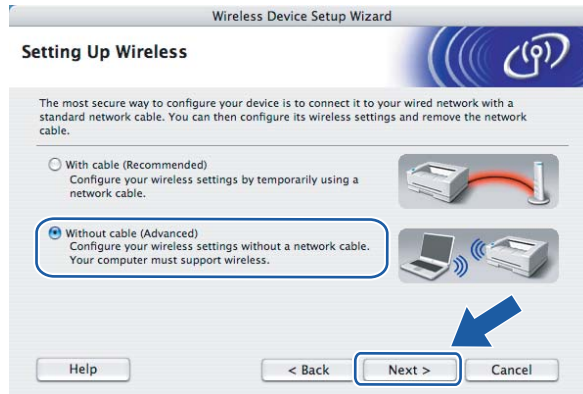 Wireless Device Setup Wizard
Setting Up Wireless
The most secure way to configure your device is to connect it to your wired network with a
standard network cable. You can then configure its wireless settings and remove the network
cable.
With cable (Recommended)
Configure your wireless settings by temporarily using a
network cable.
Without cable (Advanced)
Configure your wireless settings without a network cable.
Your computer must support wireless.
Help
< Back
Next >
Cancel